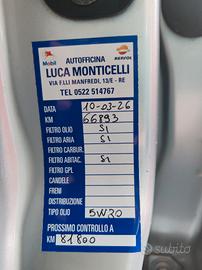 Mobil AUTOFFICINA REPSOL
LUCA MONTICELLI
VIA F.LLI MANFREDI, 13/E - RE
TEL 0522 514767
DATA 10-03-26
KM 66893
FILTRO OLIO SI
FILTRO ARIA SI
FILTRO CARBUR.
FILTRO ABITAC. SI
FILTRO GPL
CANDELE
FRENI
DISTRIBUZIONE
TIPO OLIO 5W30
PROSSIMO CONTROLLO A
KM 81800
subito